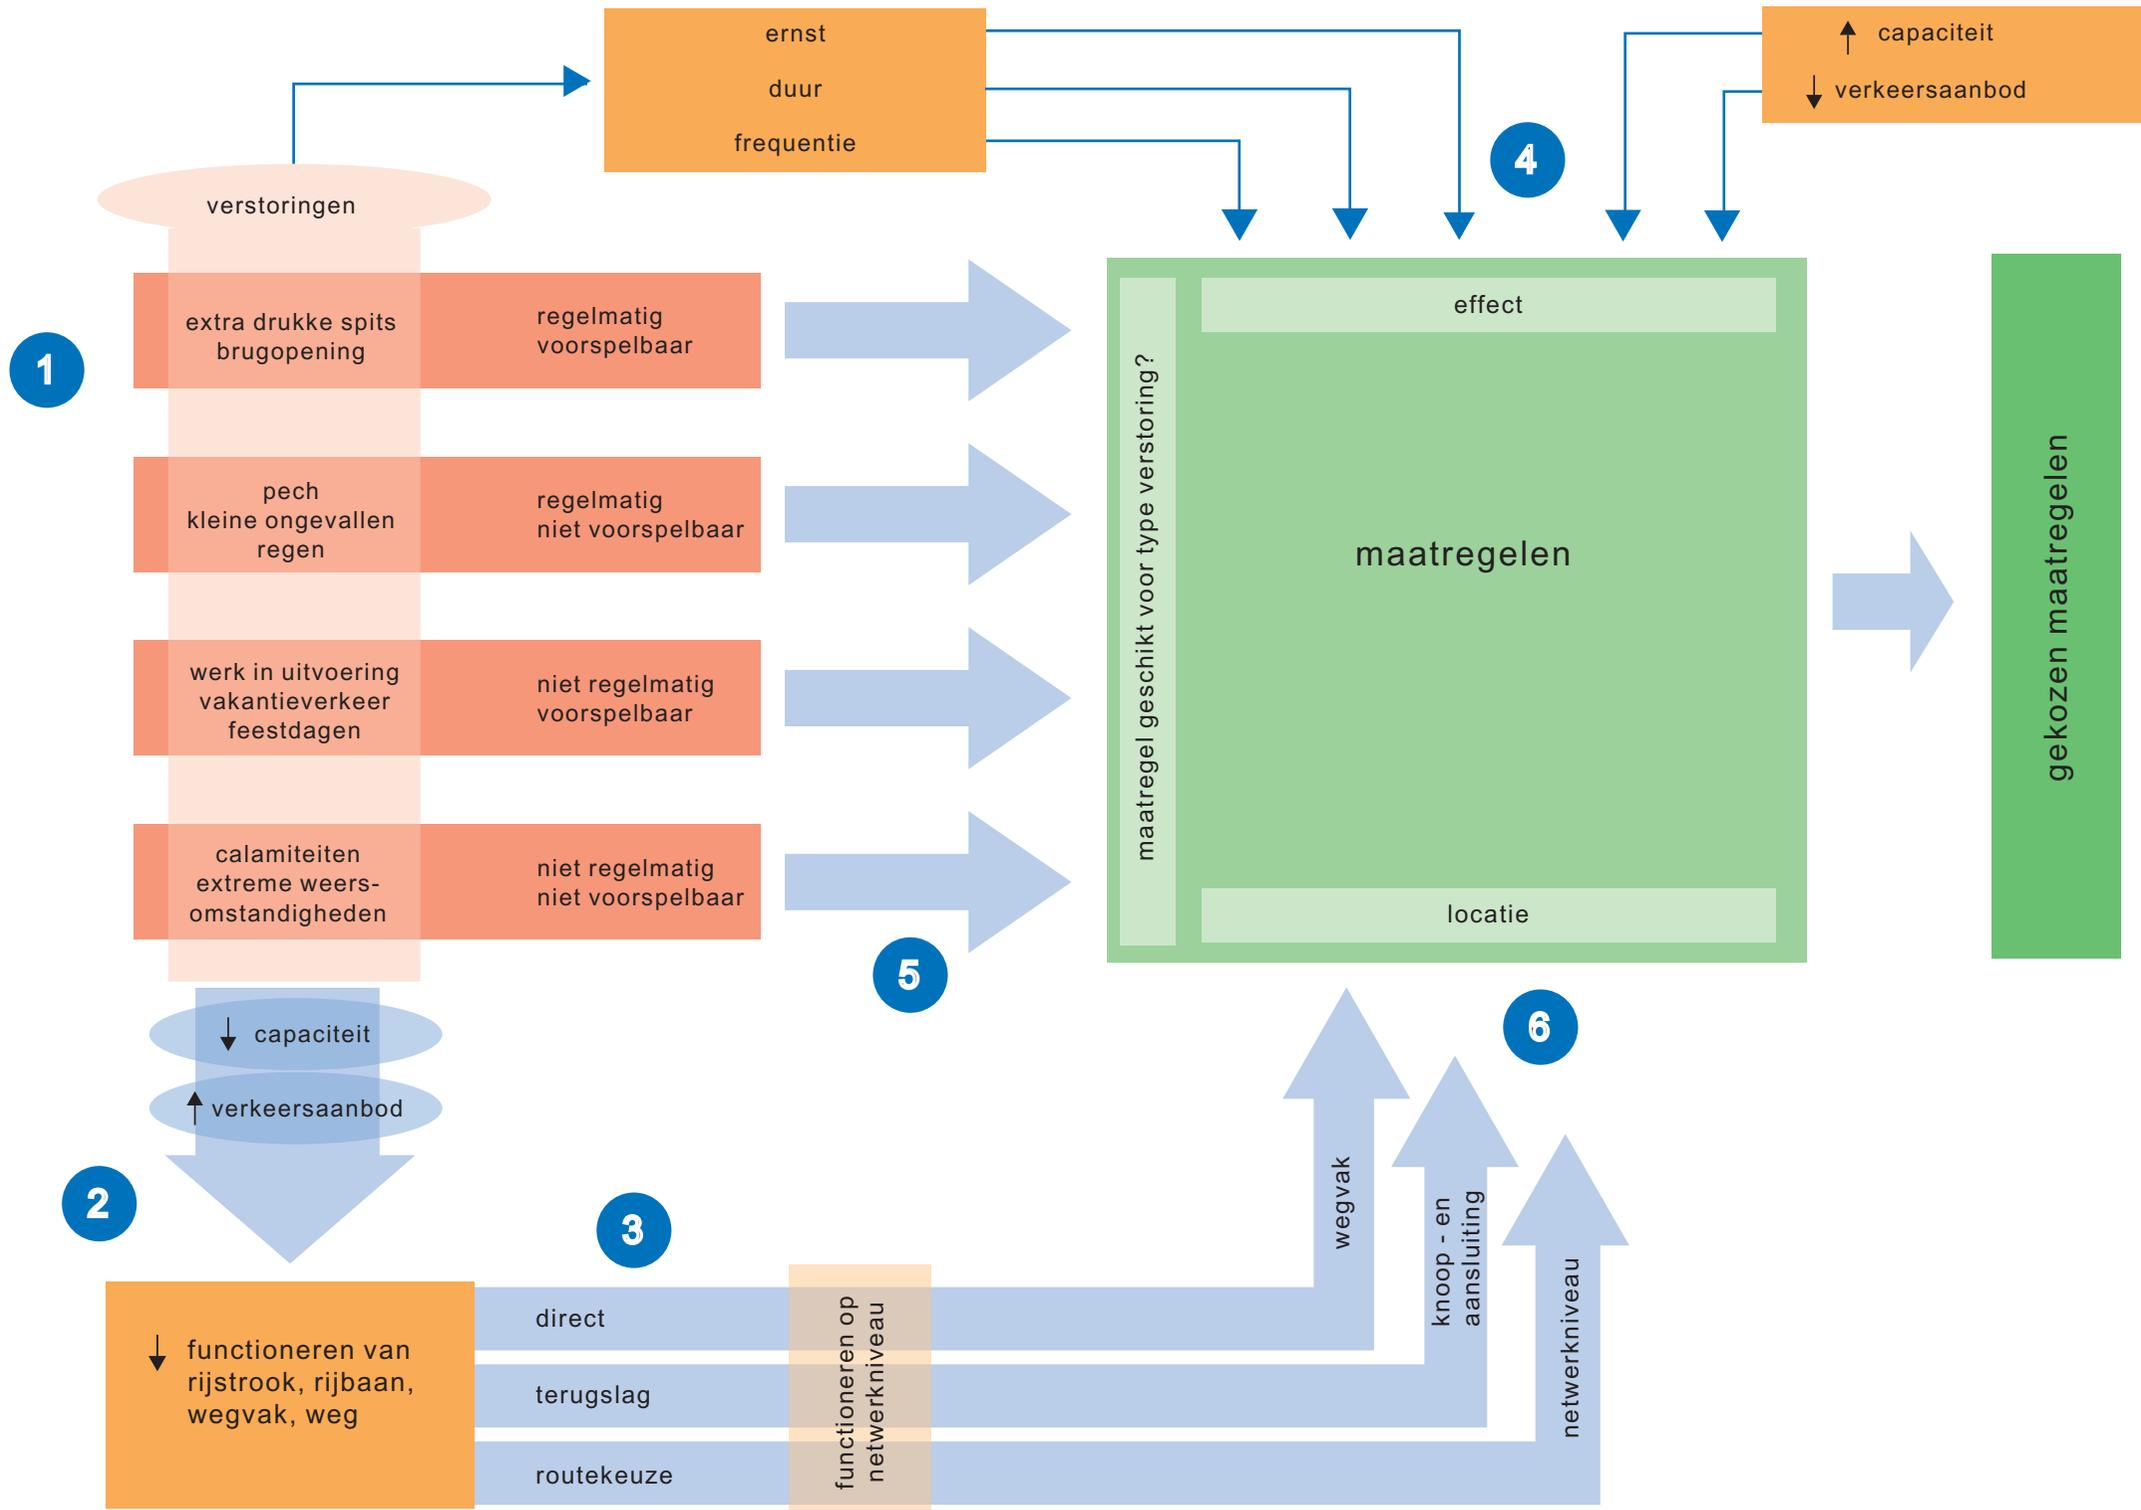 ernst
duur
frequentie
capaciteit
verkeersaanbod
4
verstoringen
1
extra drukke spits
brugopening
regelmatig
voorspelbaar
pech
kleine ongevallen
regen
regelmatig
niet voorspelbaar
werk in uitvoering
vakantieverkeer
feestdagen
niet regelmatig
voorspelbaar
calamiteiten
extreme weers-
omstandigheden
niet regelmatig
niet voorspelbaar
5
maatregel geschikt voor type verstoring?
effect
maatregelen
locatie
gekozen maatregelen
capaciteit
verkeersaanbod
2
3
6
functioneren van
rijstrook, rijbaan,
wegvak, weg
direct
terugslag
routekeuze
functioneren op
netwerkniveau
wegvak
knoop - en
aansluiting
netwerkniveau